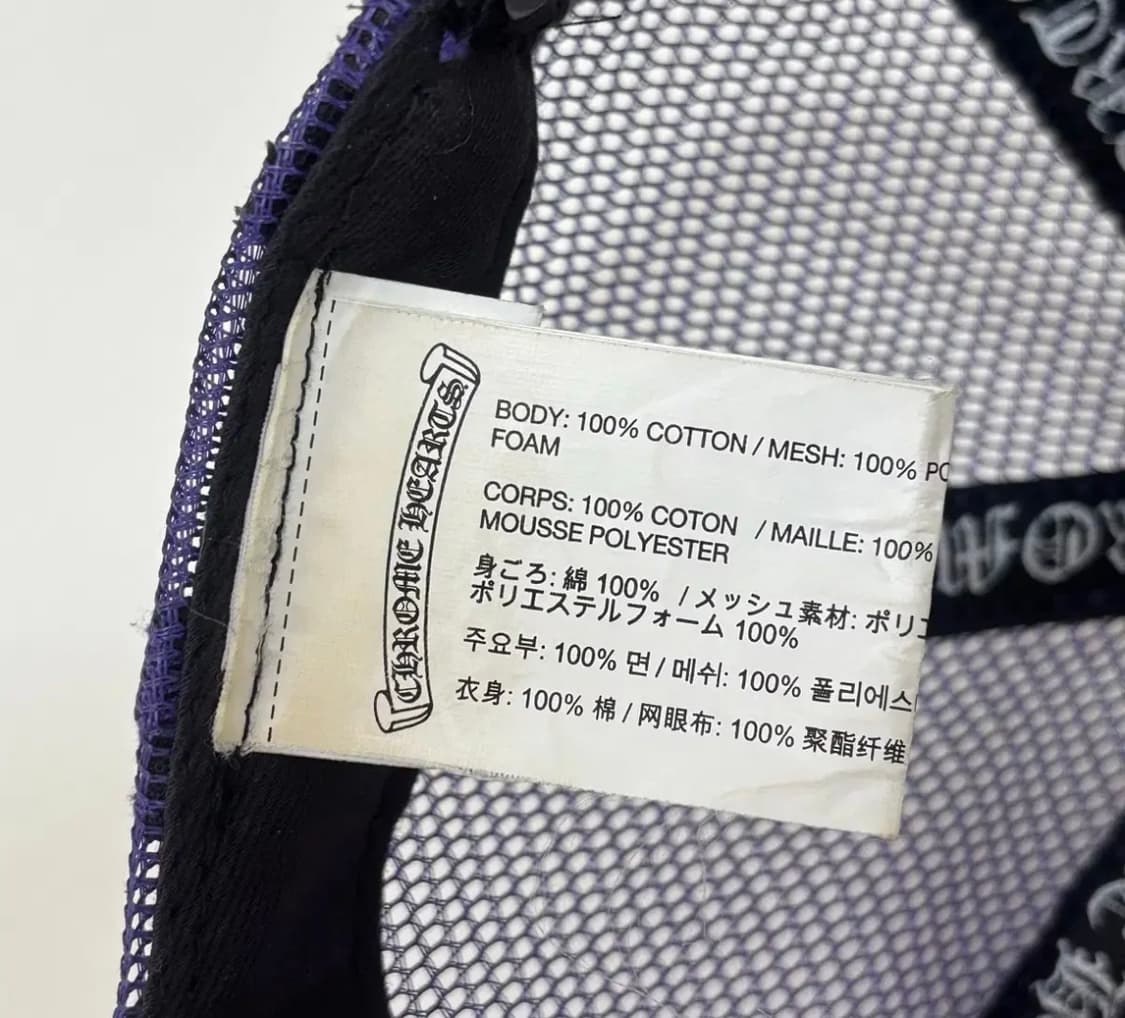 CHROME HEARTS
BODY: 100% COTTON / MESH: 100% PO
FOAM
CORPS: 100% COTON / MAILLE: 100%
MOUSSE POLYESTER
身ごろ: 綿 100% / メッシュ素材: ポリエ
ポリエステルフォーム 100%
주요부: 100% 면 / 메쉬: 100% 폴리에스
衣身: 100% 棉 / 网眼布: 100% 聚酯纤维